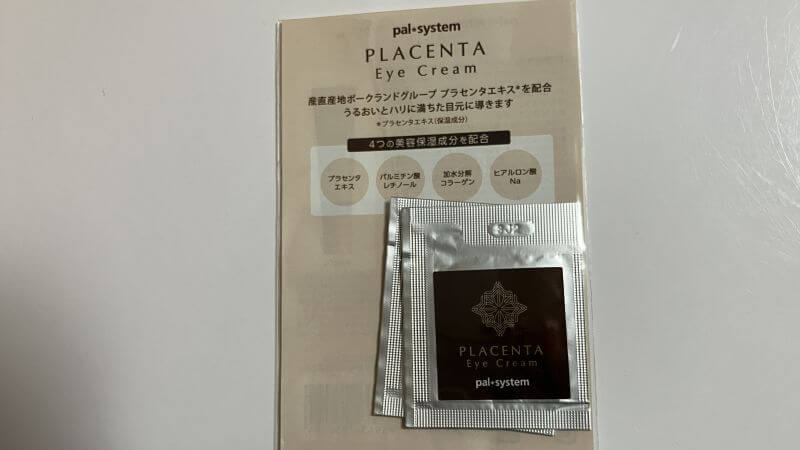 pal•system
PLACENTA
Eye Cream
産直産地ポークランドグループ プラセンタエキス*を配合
うるおいとハリに満ちた目元に導きます
*プラセンタエキス(保湿成分)
4つの美容保湿成分を配合
プラセンタ
エキス
パルミチン酸
レチノール
加水分解
コラーゲン
ヒアルロン酸
Na
9J2
PLACENTA
Eye Cream
pal•system